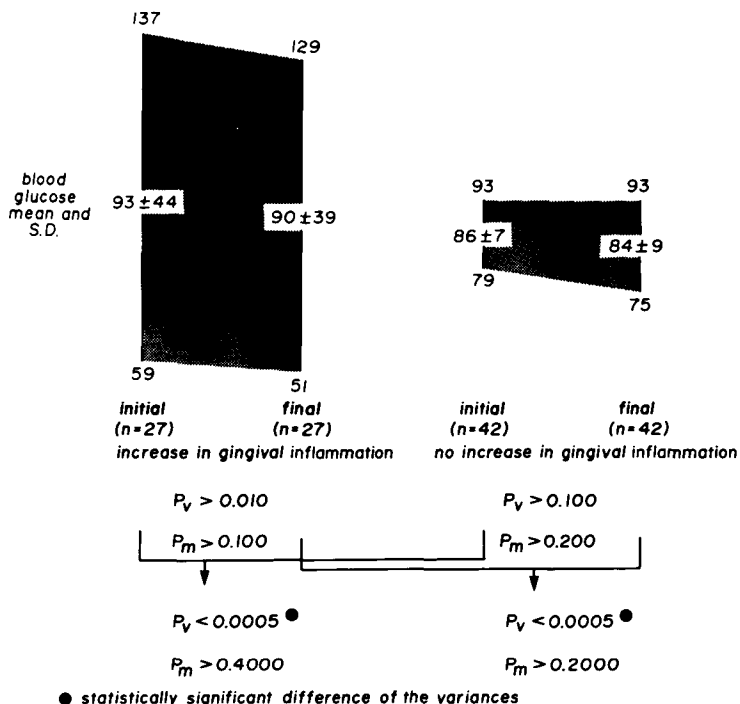 137
129
blood
glucose
mean and
S.D.
93 ±44
90 ±39
59
51
93
93
86±7
84±9
79
75
initial
(n=27)
final
(n=27)
increase in gingival inflammation
initial
(n=42)
final
(n=42)
no increase in gingival inflammation
Pv > 0.010
Pv > 0.100
Pm > 0.100
Pm > 0.200
Pv < 0.0005 ●
Pv < 0.0005 ●
Pm > 0.4000
Pm > 0.2000
● statistically significant difference of the variances